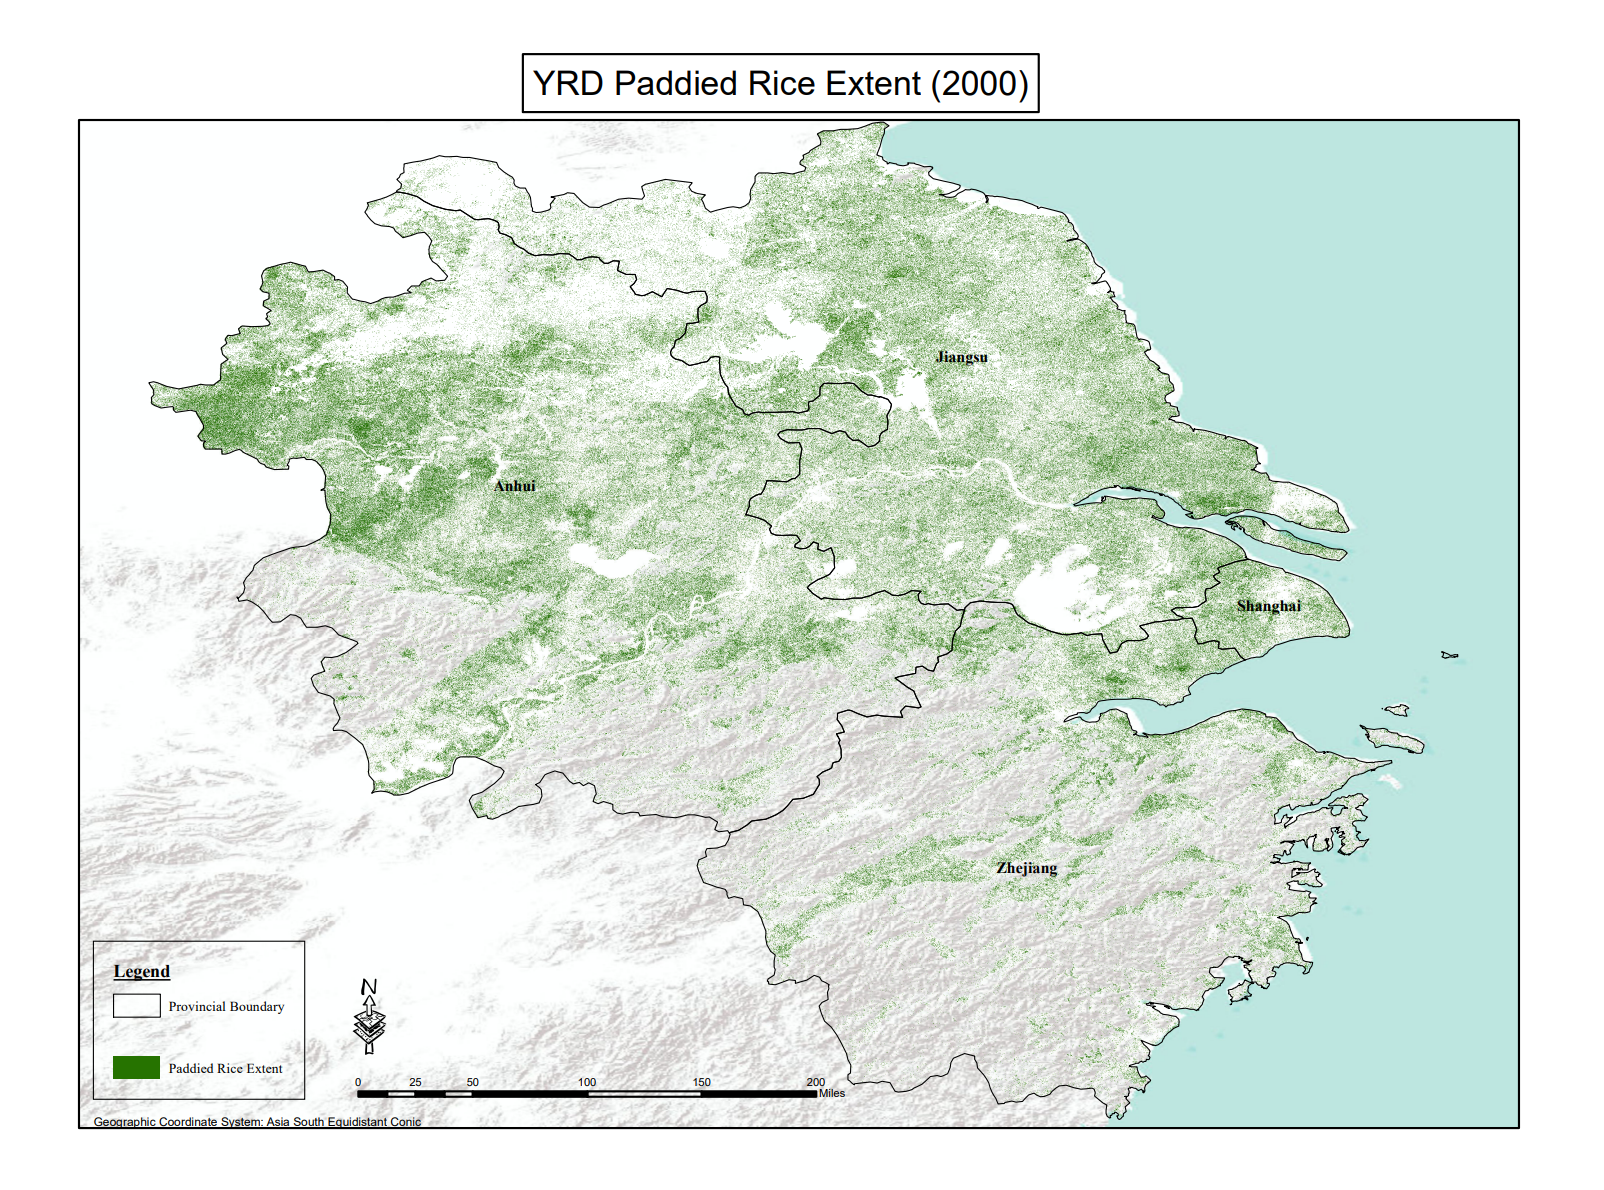 YRD Paddied Rice Extent (2000)
Jiangsu
Anhui
Shanghai
Zhejiang
Legend
Provincial Boundary
Paddied Rice Extent
N
0 25 50 100 150 200
Miles
Geographic Coordinate System: Asia South Equidistant Conic